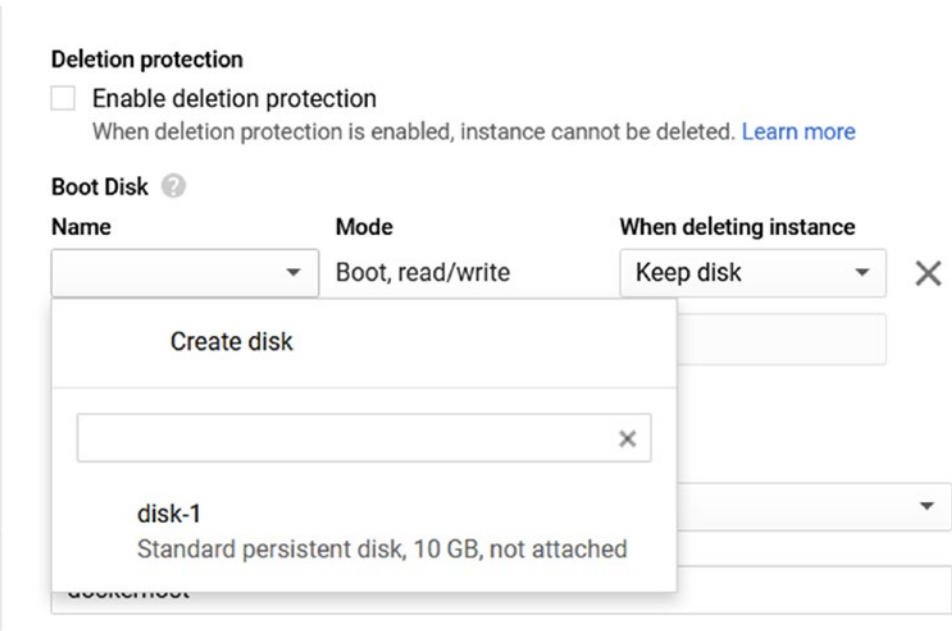 Deletion protection
Enable deletion protection
When deletion protection is enabled, instance cannot be deleted. Learn more
Boot Disk ?
Name Mode When deleting instance
Boot, read/write Keep disk
Create disk
disk-1
Standard persistent disk, 10 GB, not attached
dockerhost